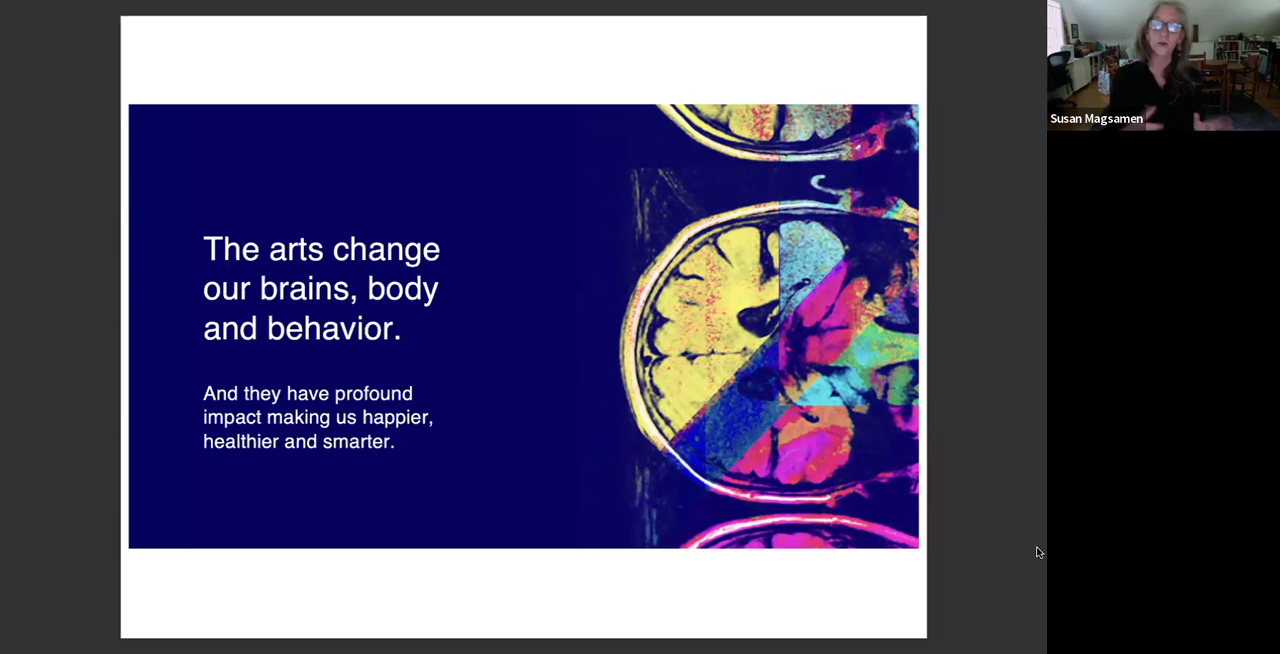 The arts change
our brains, body
and behavior.
And they have profound
impact making us happier,
healthier and smarter.
Susan Magsamen